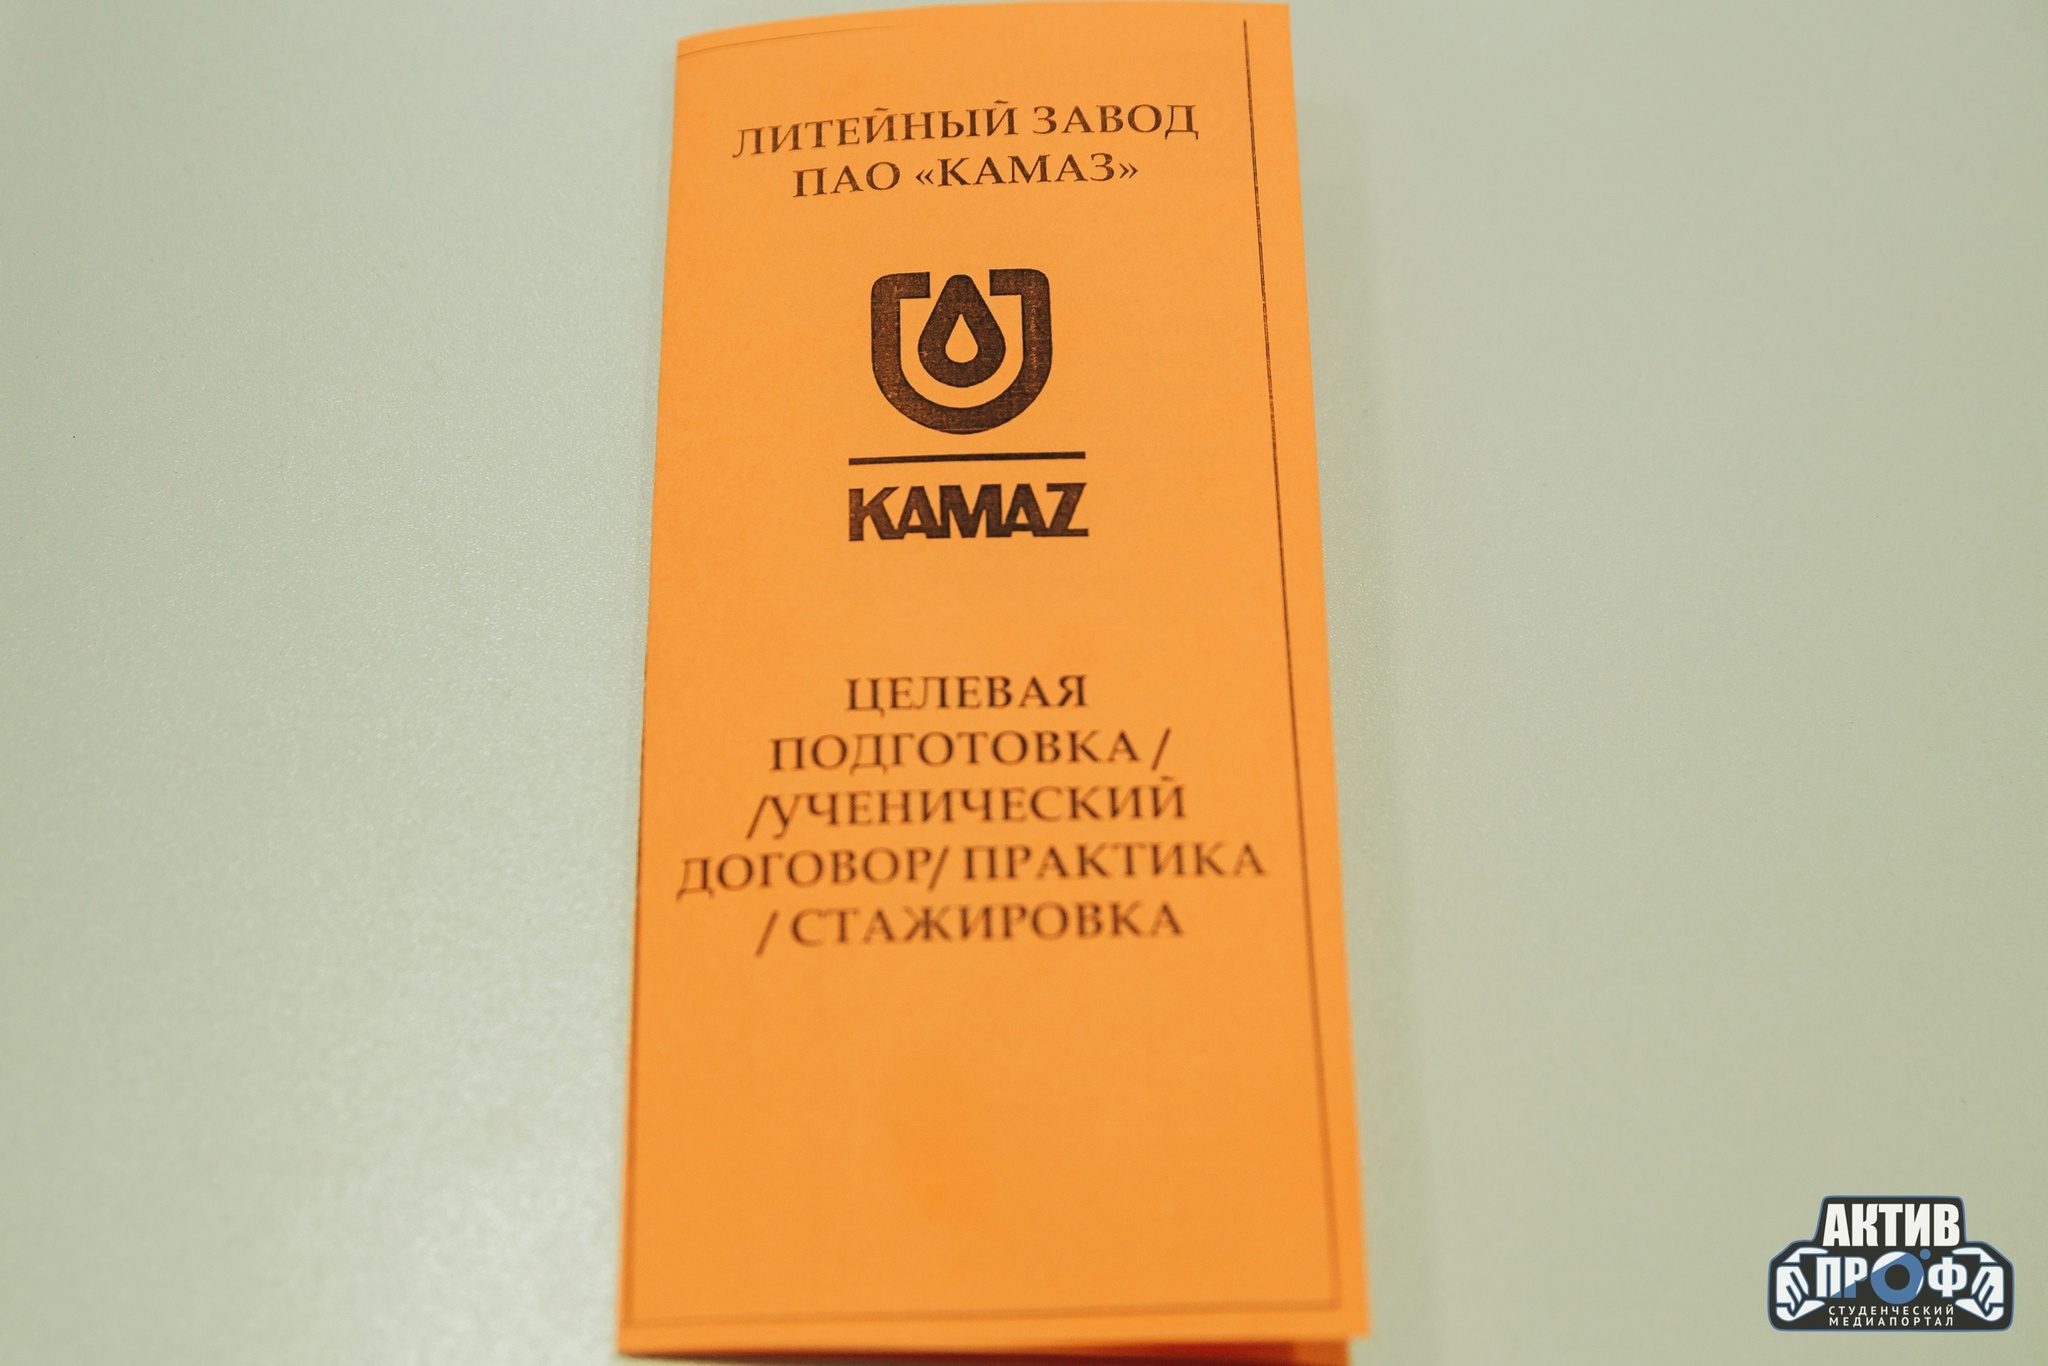 ЛИТЕЙНЫЙ ЗАВОД
ПАО «КАМАЗ»
KAMAZ
ЦЕЛЕВАЯ
ПОДГОТОВКА /
/УЧЕНИЧЕСКИЙ
ДОГОВОР/ ПРАКТИКА
/ СТАЖИРОВКА
АКТИВ
ПРОФ
СТУДЕНЧЕСКИЙ
МЕДИАПОРТАЛ